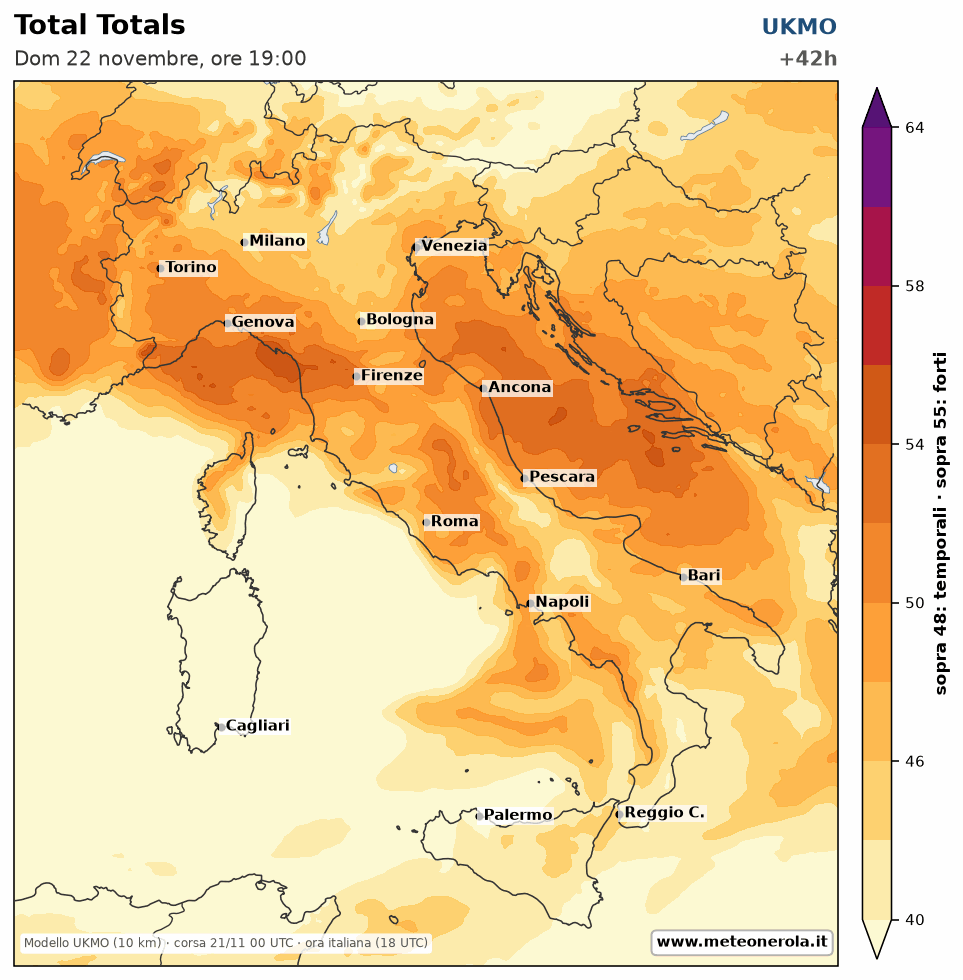 Total Totals
UKMO
Dom 22 novembre, ore 19:00
+42h
64
58
54
50
46
40
sopra 48: temporali · sopra 55: forti
Milano
Venezia
Torino
Genova
Bologna
Firenze
Ancona
Pescara
Roma
Bari
Napoli
Cagliari
Palermo
Reggio C.
Modello UKMO (10 km) · corsa 21/11 00 UTC · ora italiana (18 UTC)
www.meteonerola.it